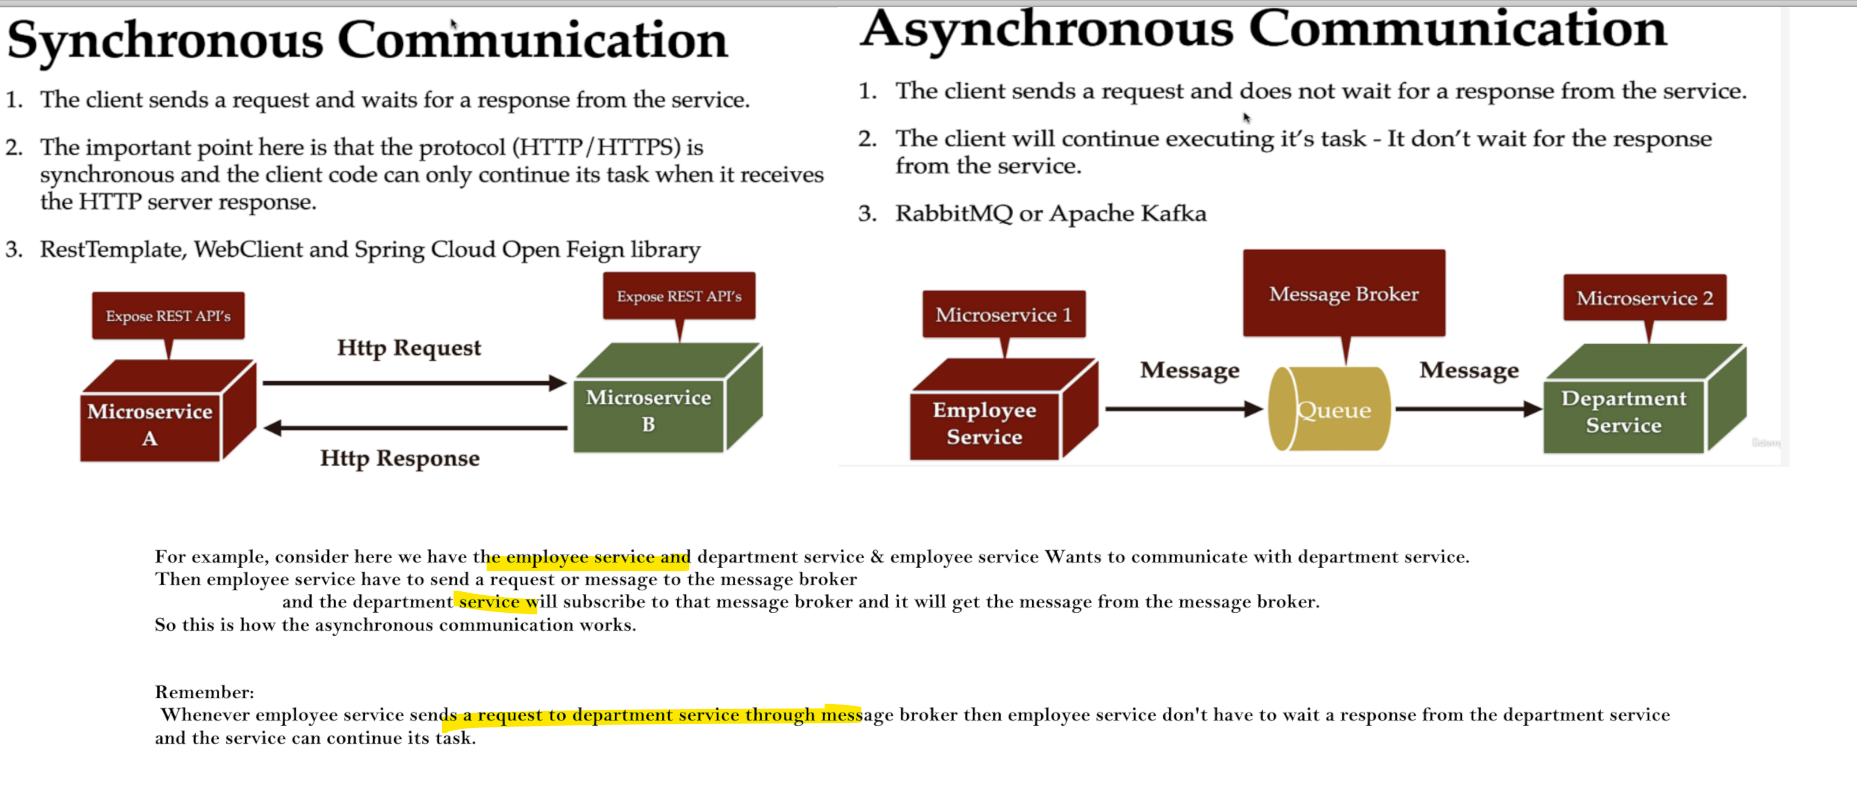 Synchronous Communication
1. The client sends a request and waits for a response from the service.
2. The important point here is that the protocol (HTTP/HTTPS) is
synchronous and the client code can only continue its task when it receives
the HTTP server response.
3. RestTemplate, WebClient and Spring Cloud Open Feign library
Expose REST API's
Expose REST API's
Http Request
Microservice
A
Microservice
B
Http Response
Asynchronous Communication
1. The client sends a request and does not wait for a response from the service.
2. The client will continue executing it's task - It don't wait for the response
from the service.
3. RabbitMQ or Apache Kafka
Microservice 1
Message Broker
Microservice 2
Message
Message
Employee
Service
Queue
Department
Service
For example, consider here we have the employee service and department service & employee service Wants to communicate with department service.
Then employee service have to send a request or message to the message broker
and the department service will subscribe to that message broker and it will get the message from the message broker.
So this is how the asynchronous communication works.
Remember:
Whenever employee service sends a request to department service through message broker then employee service don't have to wait a response from the department service
and the service can continue its task.